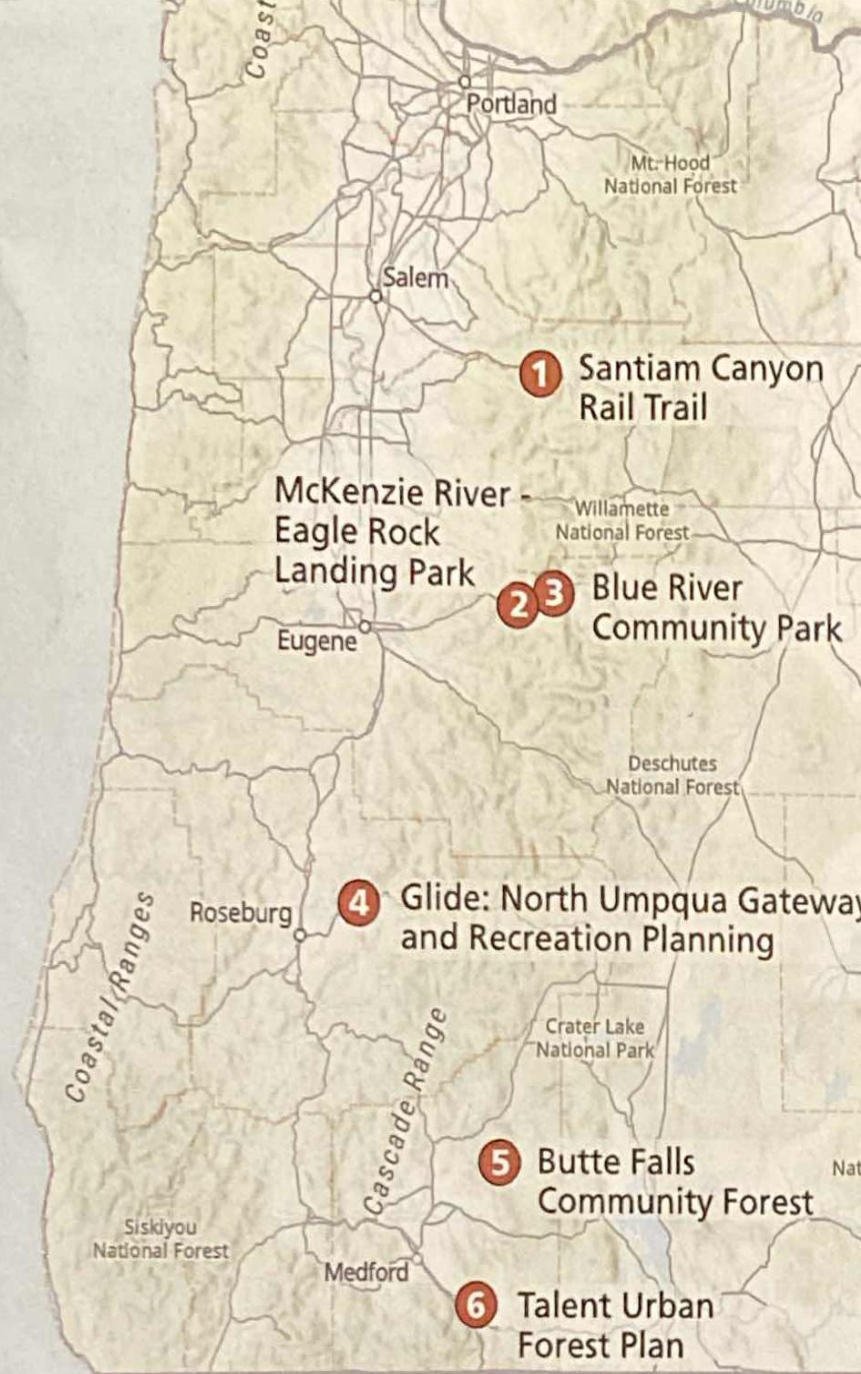 Columbia
Coast
Portland
Mt. Hood
National Forest
Salem
1 Santiam Canyon
Rail Trail
McKenzie River -
Eagle Rock
Landing Park
Willamette
National Forest
2 3 Blue River
Community Park
Eugene
Deschutes
National Forest
4 Glide: North Umpqua Gateway
and Recreation Planning
Roseburg
Coastal Ranges
Crater Lake
National Park
Cascade Range
5 Butte Falls
Community Forest
Nat
Siskiyou
National Forest
Medford
6 Talent Urban
Forest Plan